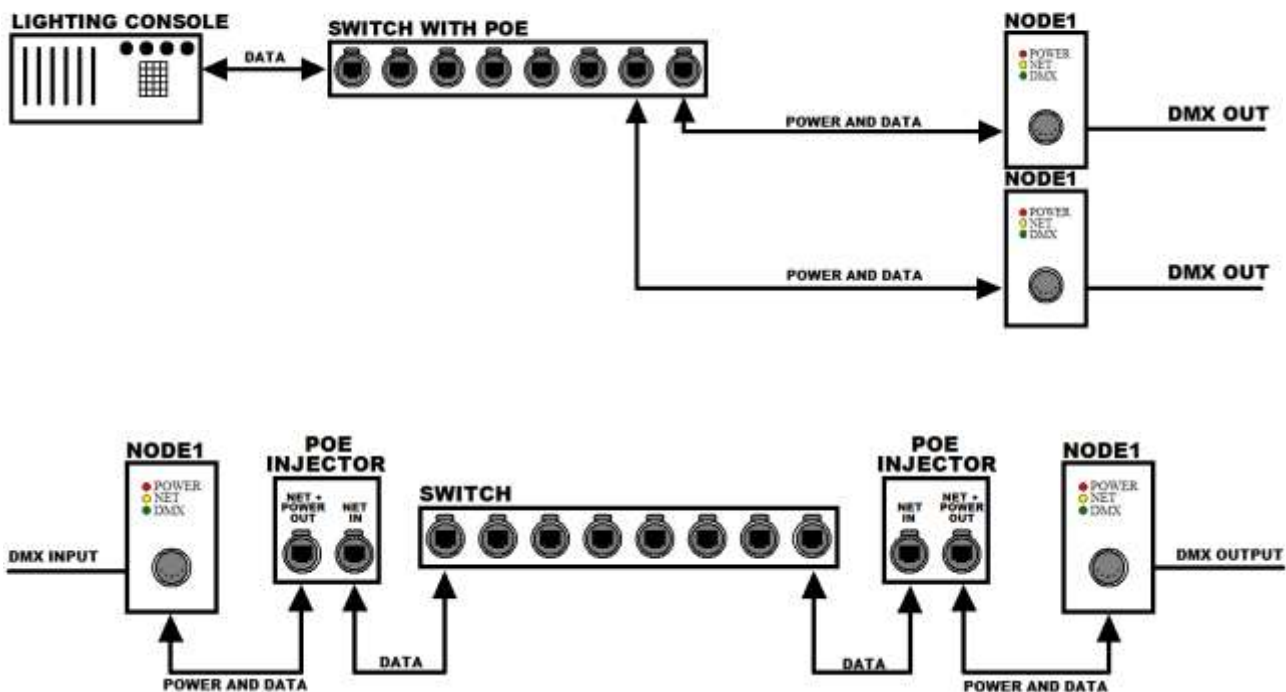 LIGHTING CONSOLE
DATA
SWITCH WITH POE
POWER AND DATA
NODE1
POWER
NET
DMX
DMX OUT
POWER AND DATA
NODE1
POWER
NET
DMX
DMX OUT
DMX INPUT
NODE1
POWER
NET
DMX
POWER AND DATA
POE
INJECTOR
NET +
POWER
OUT
NET
IN
DATA
SWITCH
DATA
POE
INJECTOR
NET
IN
NET +
POWER
OUT
POWER AND DATA
NODE1
POWER
NET
DMX
DMX OUTPUT